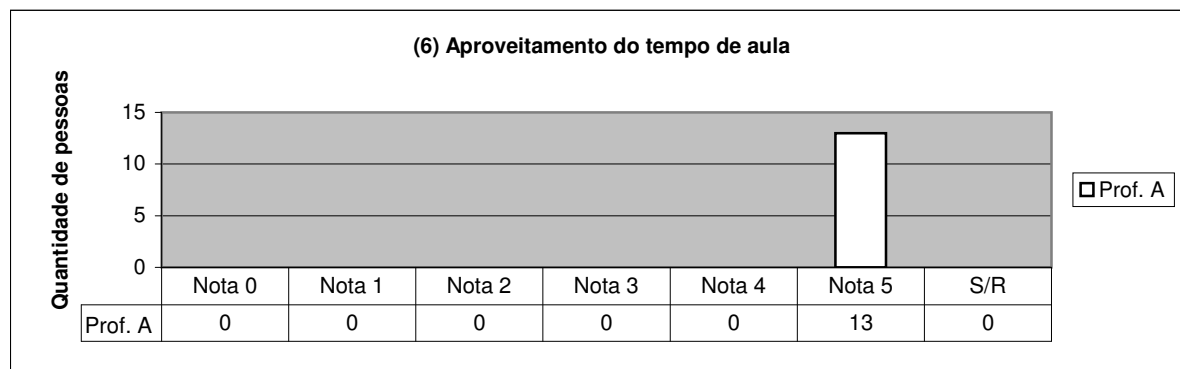 (6) Aproveitamento do tempo de aula
Quantidade de pessoas
15
10
5
0
Nota 0 Nota 1 Nota 2 Nota 3 Nota 4 Nota 5 S/R
Prof. A 0 0 0 0 0 13 0
Prof. A